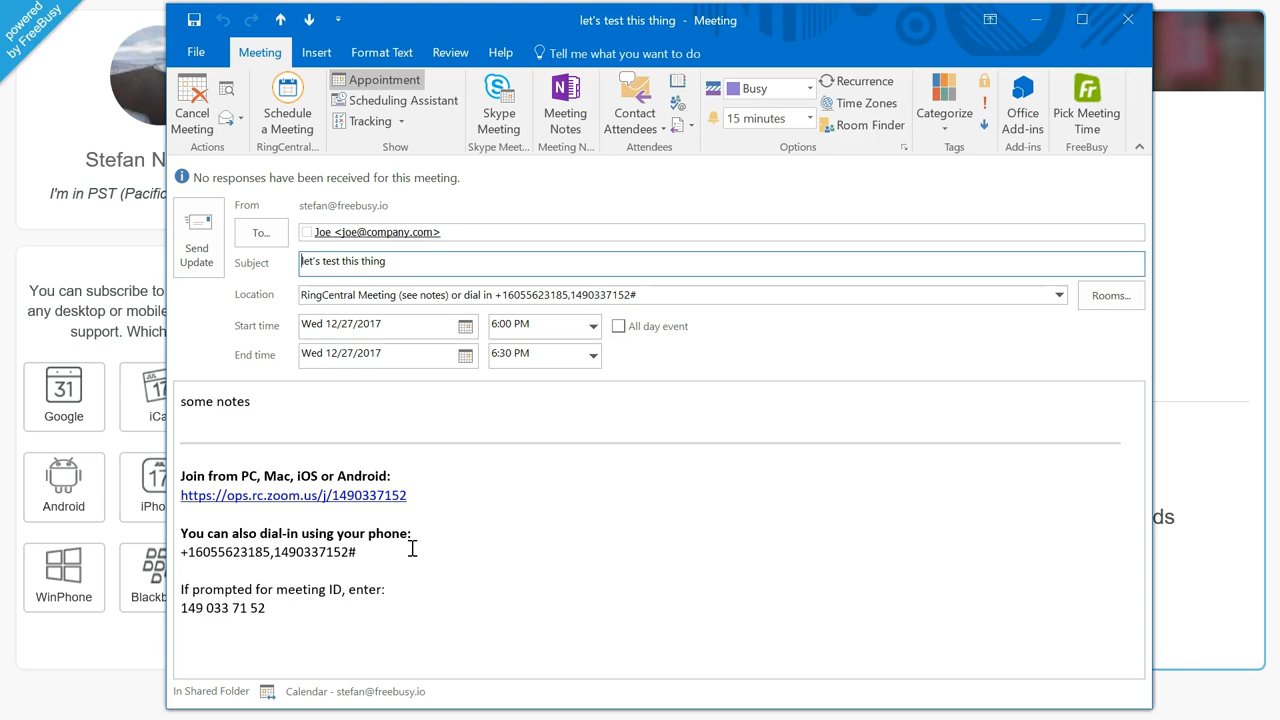 powered
by FreeBusy
let's test this thing - Meeting
File Meeting Insert Format Text Review Help Tell me what you want to do
Cancel
Meeting
Actions
Schedule
a Meeting
RingCentral...
Appointment
Scheduling Assistant
Tracking
Show
Skype
Meeting
Skype Meet...
Meeting
Notes
Meeting N...
Contact
Attendees
Attendees
Busy
15 minutes
Recurrence
Time Zones
Room Finder
Options
Categorize
Tags
Office
Add-ins
Add-ins
Pick Meeting
Time
FreeBusy
No responses have been received for this meeting.
Send
Update
From stefan@freebusy.io
To... Joe <joe@company.com>
Subject let's test this thing
Location RingCentral Meeting (see notes) or dial in +16055623185,1490337152# Rooms...
Start time Wed 12/27/2017 6:00 PM All day event
End time Wed 12/27/2017 6:30 PM
some notes
Join from PC, Mac, iOS or Android:
https://ops.rc.zoom.us/j/1490337152
You can also dial-in using your phone:
+16055623185,1490337152#
If prompted for meeting ID, enter:
149 033 71 52
In Shared Folder Calendar - stefan@freebusy.io
Stefan N
I'm in PST (Pacific
You can subscribe to
any desktop or mobile
support. Which
31
Google
JUL
17
iCa
Android
JUL
17
iPho
WinPhone
Blackb
ds